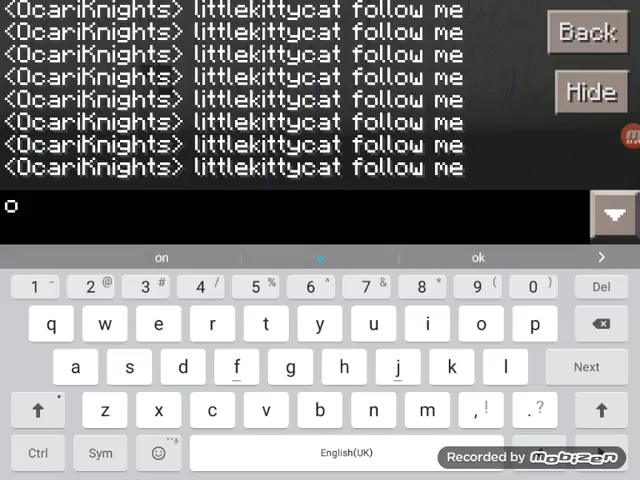 <OcariKnights> littlekittycat follow me
<OcariKnights> littlekittycat follow me
<OcariKnights> littlekittycat follow me
<OcariKnights> littlekittycat follow me
<OcariKnights> littlekittycat follow me
<OcariKnights> littlekittycat follow me
<OcariKnights> littlekittycat follow me
<OcariKnights> littlekittycat follow me
Back
Hide
o
on o ok >
1 - 2 @ 3 # 4 / 5 % 6 ^ 7 & 8 * 9 ( 0 ) Del
q w e r t y u i o p
a s d f g h j k l Next
z x c v b n m , ! . ?
Ctrl Sym English(UK)
Recorded by mobizen